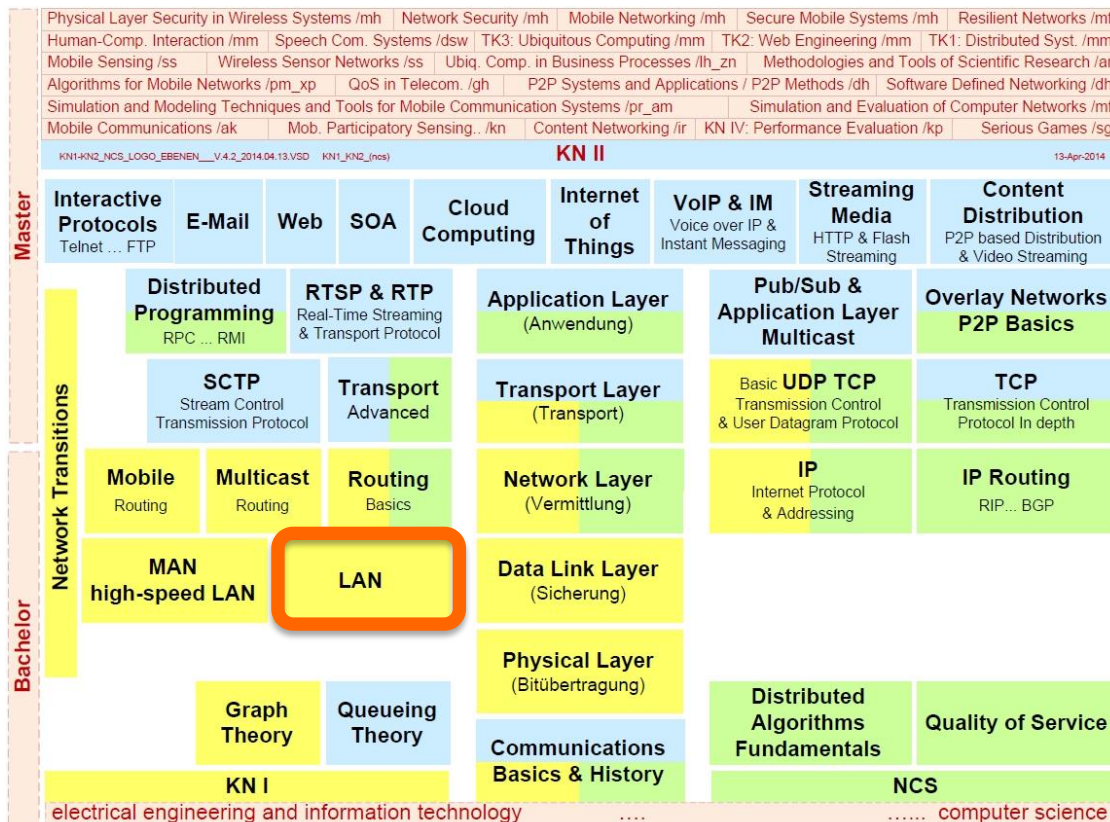 Physical Layer Security in Wireless Systems /mh Network Security /mh Mobile Networking /mh Secure Mobile Systems /mh Resilient Networks /mf
Human-Comp. Interaction /mm Speech Com. Systems /dsw TK3: Ubiquitous Computing /mm TK2: Web Engineering /mm TK1: Distributed Syst. /mm
Mobile Sensing /ss Wireless Sensor Networks /ss Ubiq. Comp. in Business Processes /lh_zn Methodologies and Tools of Scientific Research /ar
Algorithms for Mobile Networks /pm_xp QoS in Telecom. /gh P2P Systems and Applications / P2P Methods /dh Software Defined Networking /dh
Simulation and Modeling Techniques and Tools for Mobile Communication Systems /pr_am Simulation and Evaluation of Computer Networks /mf
Mobile Communications /ak Mob. Participatory Sensing.. /kn Content Networking /ir KN IV: Performance Evaluation /kp Serious Games /sg
KN1-KN2_NCS_LOGO_EBENEN___V.4.2_2014.04.13.VSD KN1_KN2_(ncs) KN II 13-Apr-2014
Master
Interactive
Protocols
Telnet ... FTP
E-Mail
Web
SOA
Cloud
Computing
Internet
of
Things
VoIP & IM
Voice over IP &
Instant Messaging
Streaming
Media
HTTP & Flash
Streaming
Content
Distribution
P2P based Distribution
& Video Streaming
Network Transitions
Distributed
Programming
RPC ... RMI
RTSP & RTP
Real-Time Streaming
& Transport Protocol
Application Layer
(Anwendung)
Pub/Sub &
Application Layer
Multicast
Overlay Networks
P2P Basics
SCTP
Stream Control
Transmission Protocol
Transport
Advanced
Transport Layer
(Transport)
Basic UDP TCP
Transmission Control
& User Datagram Protocol
TCP
Transmission Control
Protocol In depth
Bachelor
Mobile
Routing
Multicast
Routing
Routing
Basics
Network Layer
(Vermittlung)
IP
Internet Protocol
& Addressing
IP Routing
RIP... BGP
MAN
high-speed LAN
LAN
Data Link Layer
(Sicherung)
Physical Layer
(Bitübertragung)
Graph
Theory
Queueing
Theory
Communications
Basics & History
Distributed
Algorithms
Fundamentals
Quality of Service
KN I
NCS
electrical engineering and information technology .... ...... computer science